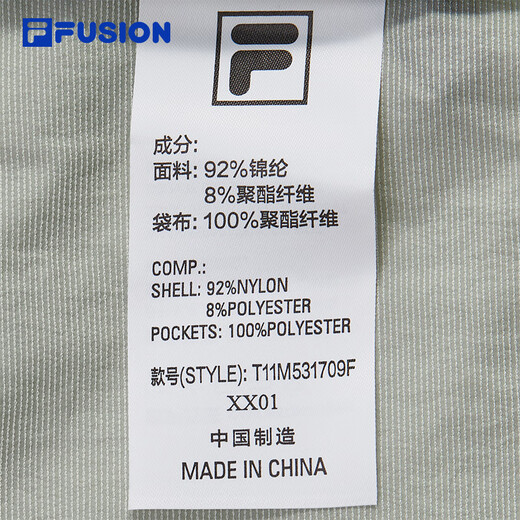 FUSION
成分:
面料: 92%锦纶
8%聚酯纤维
袋布: 100%聚酯纤维
COMP.:
SHELL: 92%NYLON
8%POLYESTER
POCKETS: 100%POLYESTER
款号(STYLE): T11M531709F
XX01
中国制造
MADE IN CHINA